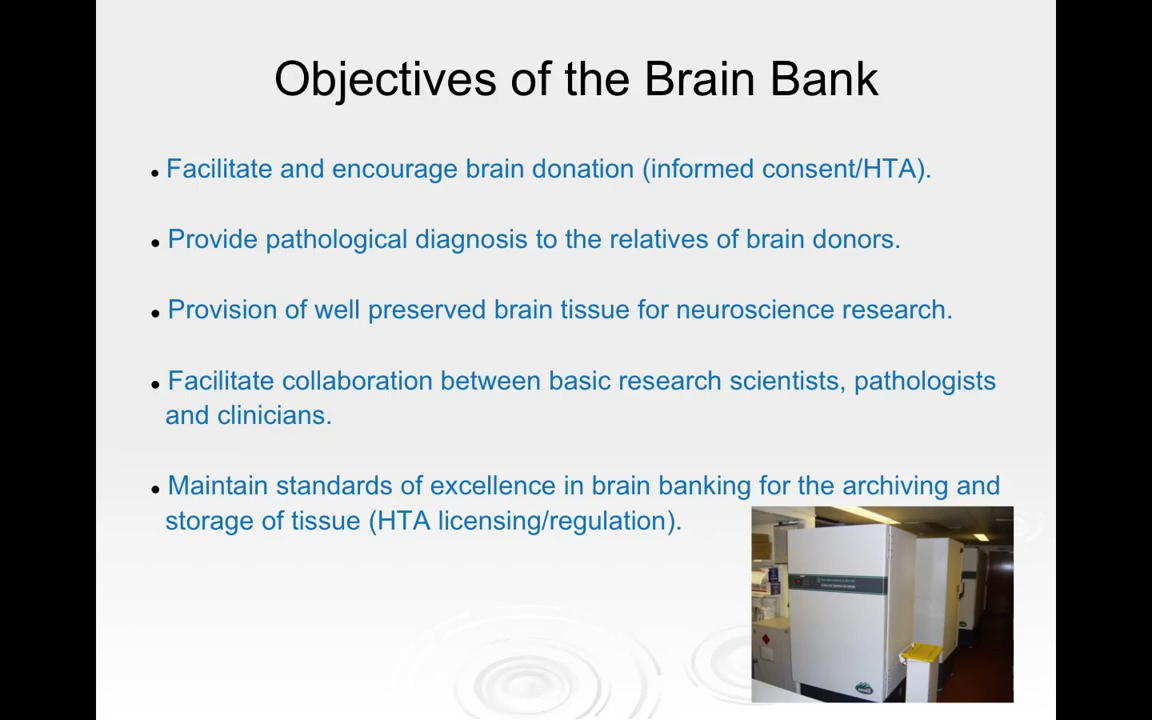 Objectives of the Brain Bank
• Facilitate and encourage brain donation (informed consent/HTA).
• Provide pathological diagnosis to the relatives of brain donors.
• Provision of well preserved brain tissue for neuroscience research.
• Facilitate collaboration between basic research scientists, pathologists
and clinicians.
• Maintain standards of excellence in brain banking for the archiving and
storage of tissue (HTA licensing/regulation).